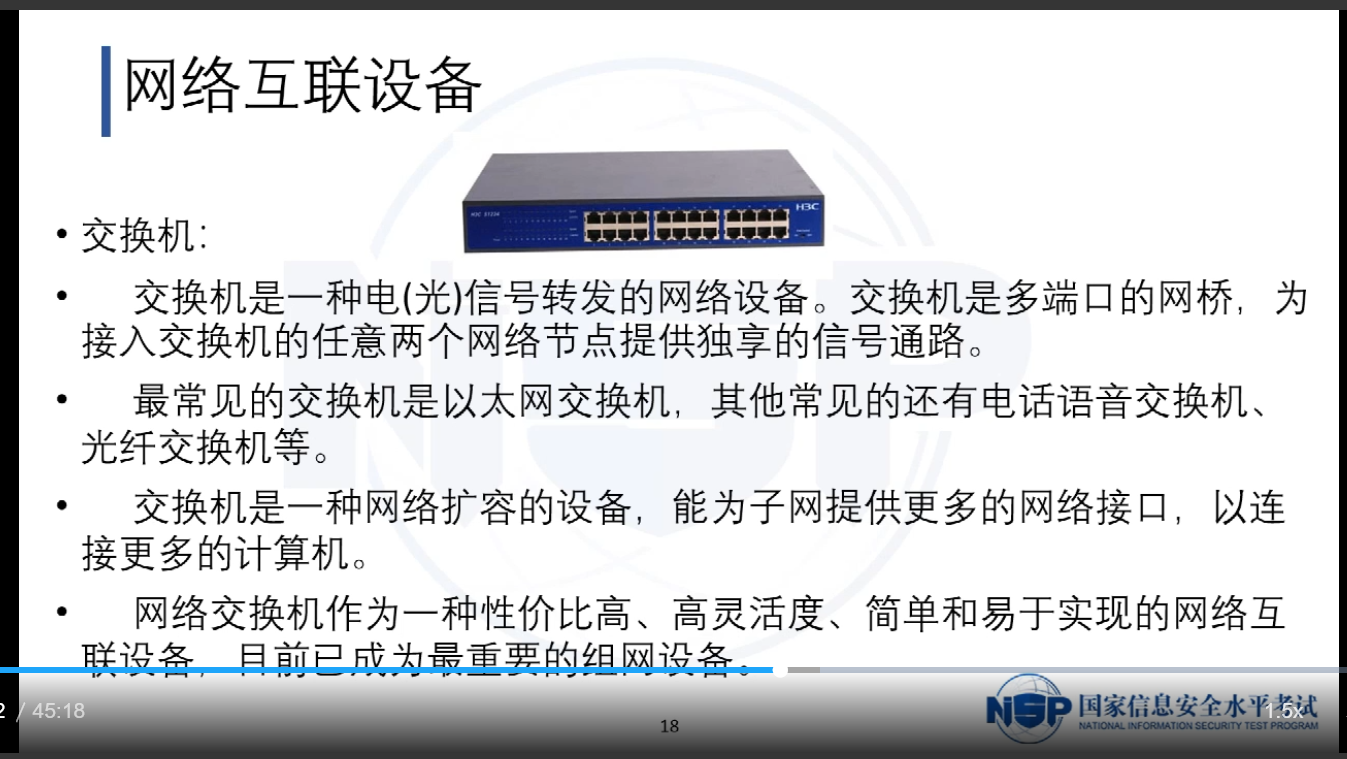 网络互联设备
H3C
• 交换机：
• 交换机是一种电(光)信号转发的网络设备。交换机是多端口的网桥，为
接入交换机的任意两个网络节点提供独享的信号通路。
• 最常见的交换机是以太网交换机，其他常见的还有电话语音交换机、
光纤交换机等。
• 交换机是一种网络扩容的设备，能为子网提供更多的网络接口，以连
接更多的计算机。
• 网络交换机作为一种性价比高、高灵活度、简单和易于实现的网络互
联设备，目前已成为最重要的组网设备。
2 / 45:18
18
NISP 国家信息安全水平考试
NATIONAL INFORMATION SECURITY TEST PROGRAM
1.5x